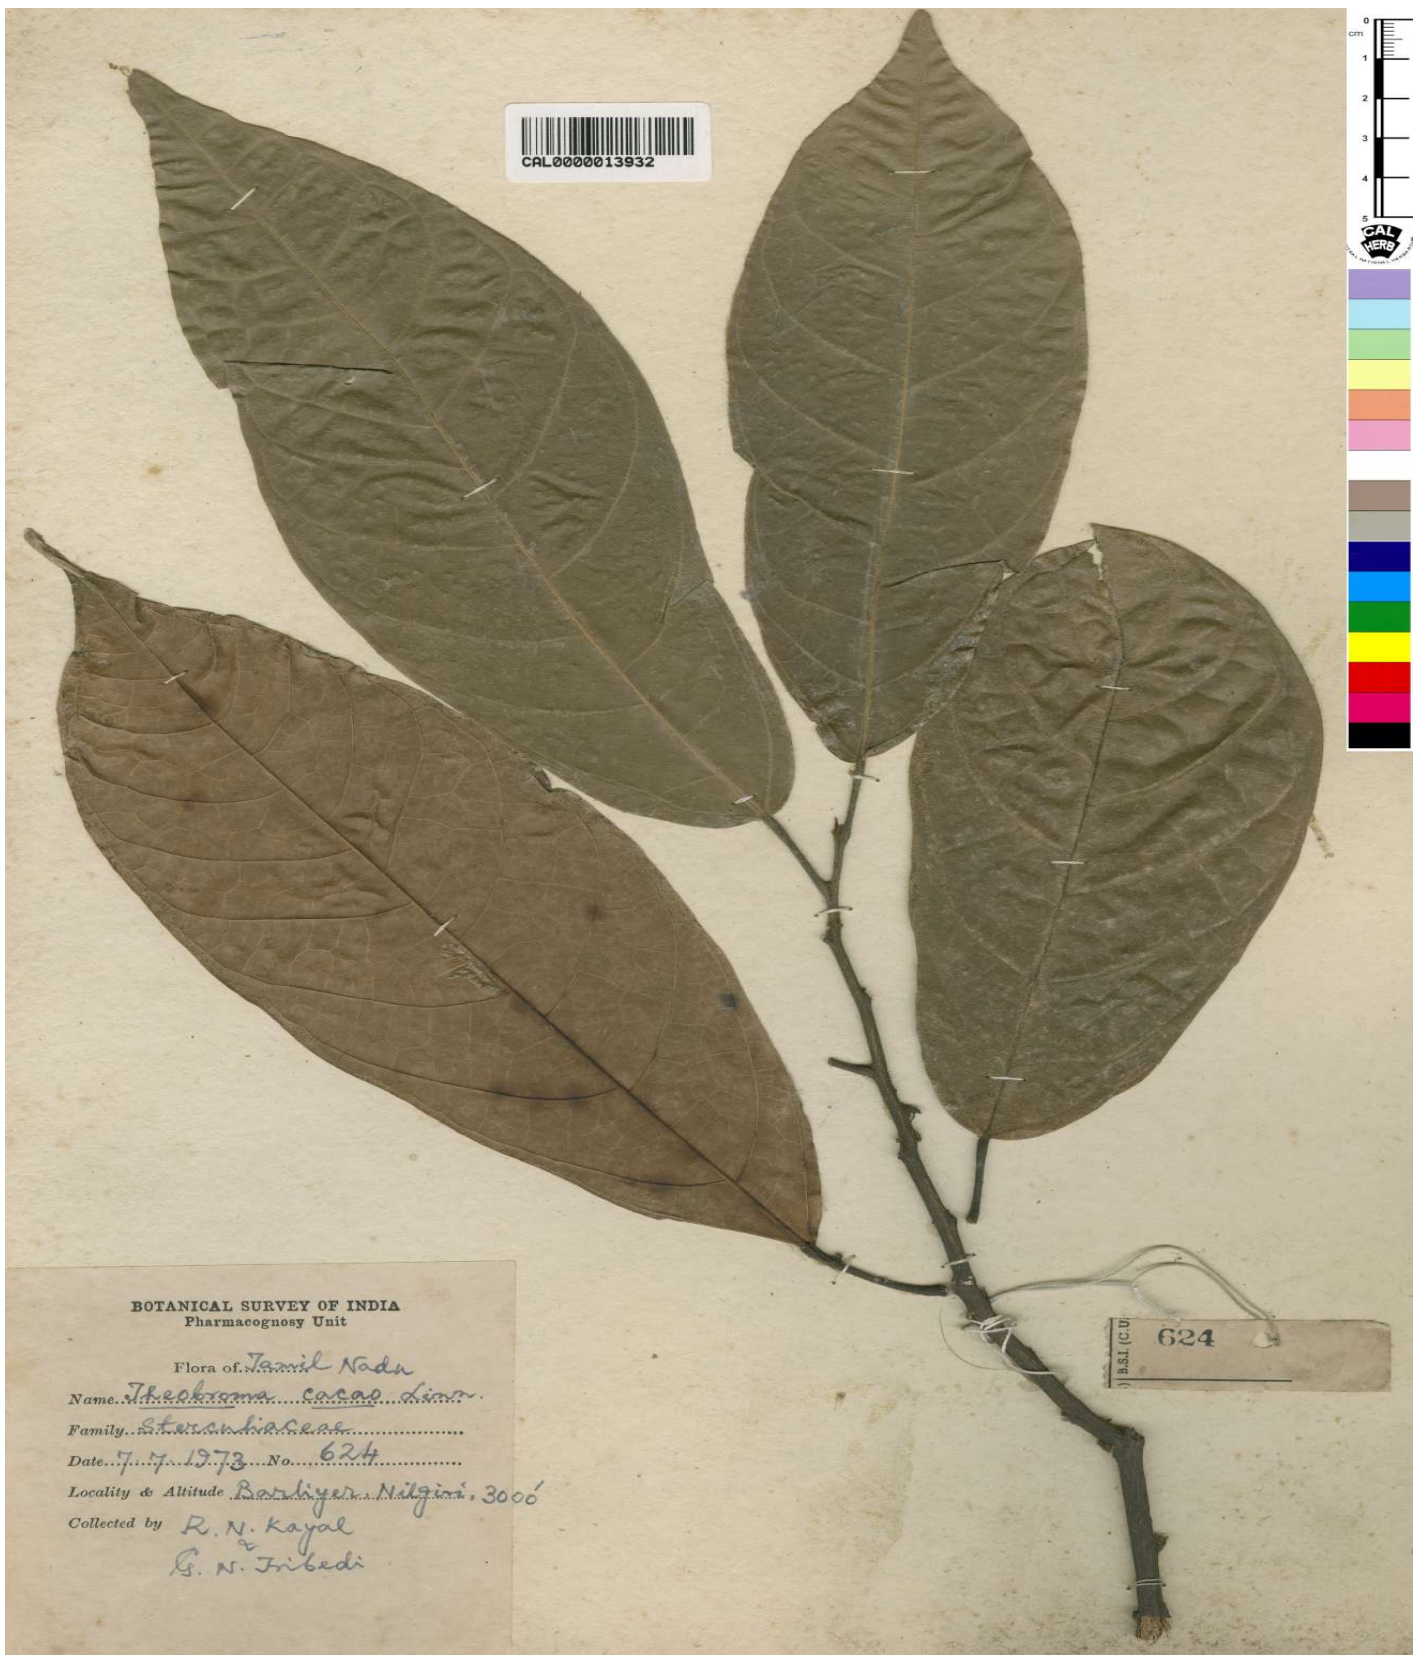 CAL0000013932
0
cm
1
2
3
4
5
CAL
HERB
BOTANICAL SURVEY OF INDIA
Pharmacognosy Unit
Flora of Tamil Nadu
Name Theobroma cacao Linn.
Family Sterculiaceae
Date 7.7.1973 No. 624
Locality & Altitude Barliyer, Nilgiri, 3000'
Collected by R. N. Kayal
&
G. N. Tribedi
B.S.I. (C.U.
624